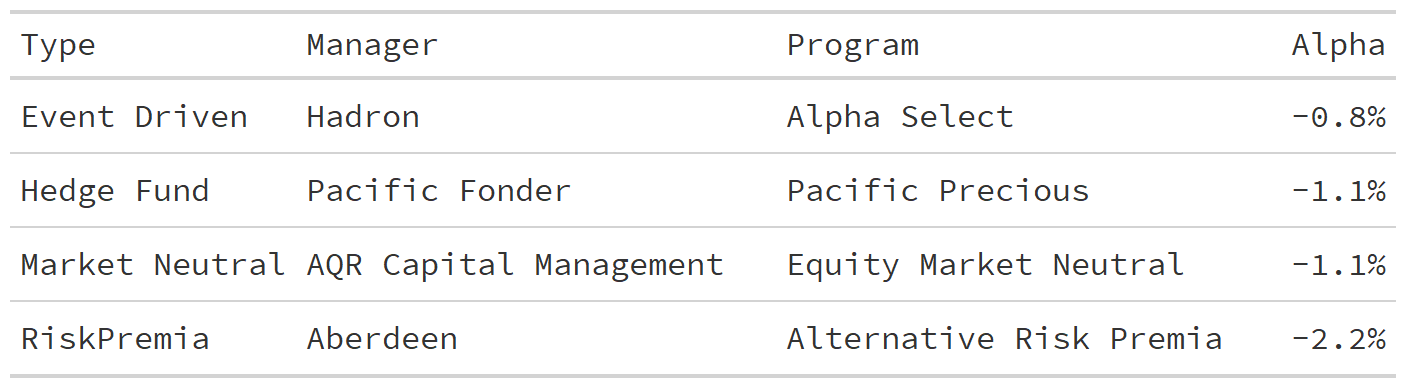 Type Manager Program Alpha
Event Driven Hadron Alpha Select -0.8%
Hedge Fund Pacific Fonder Pacific Precious -1.1%
Market Neutral AQR Capital Management Equity Market Neutral -1.1%
RiskPremia Aberdeen Alternative Risk Premia -2.2%